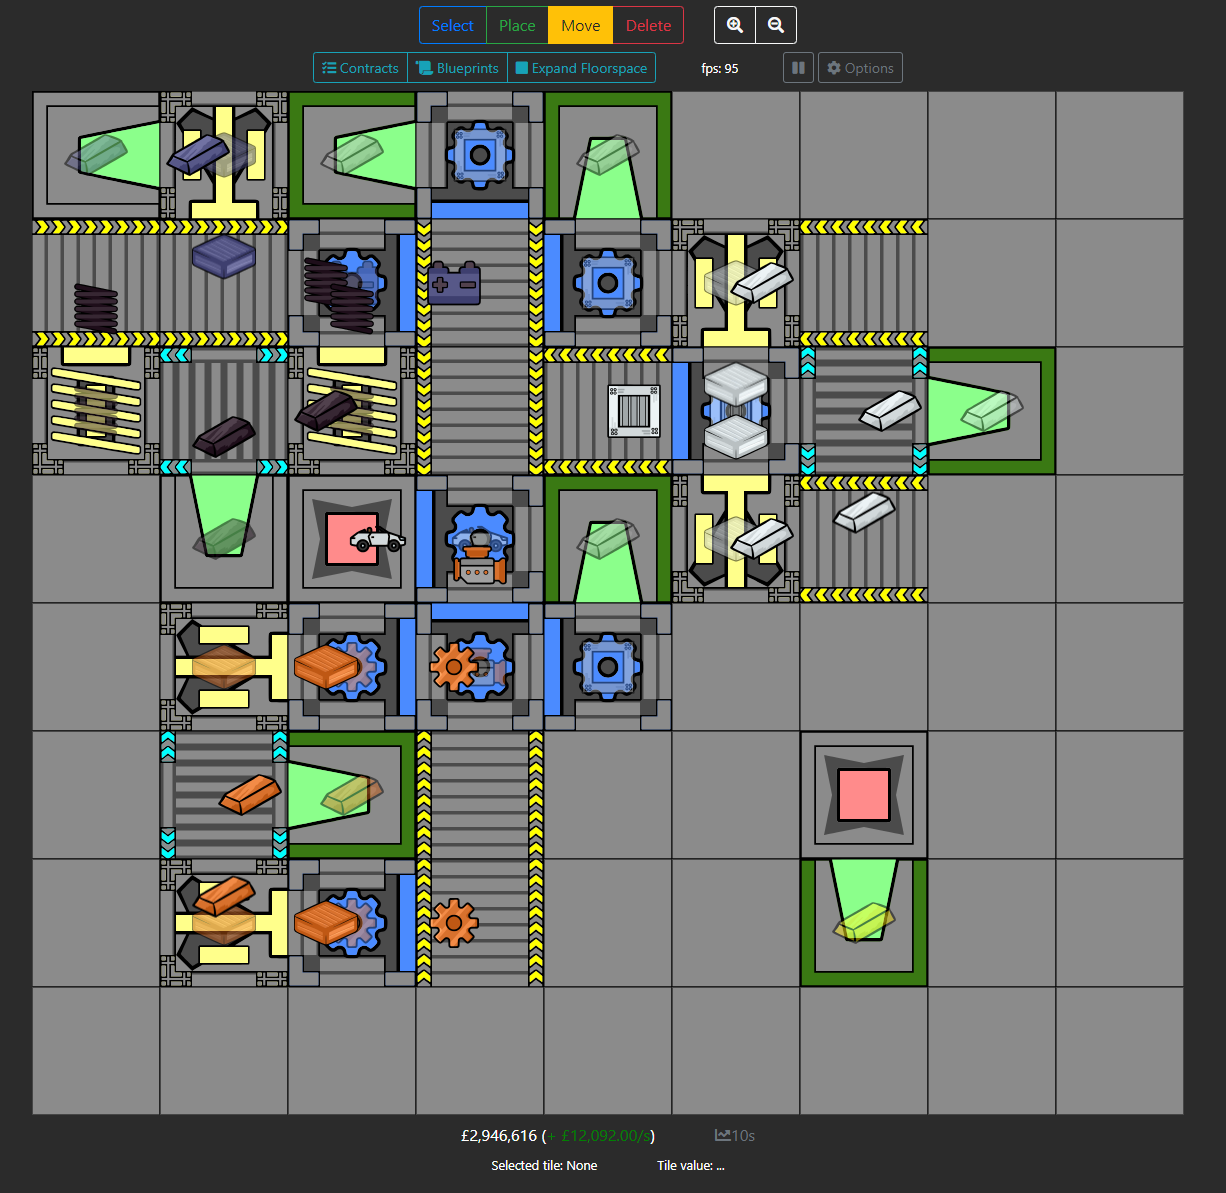 Select Place Move Delete
Contracts Blueprints Expand Floorspace fps: 95 Options
£2,946,616 (+ £12,092.00/s) 10s
Selected tile: None Tile value: ...